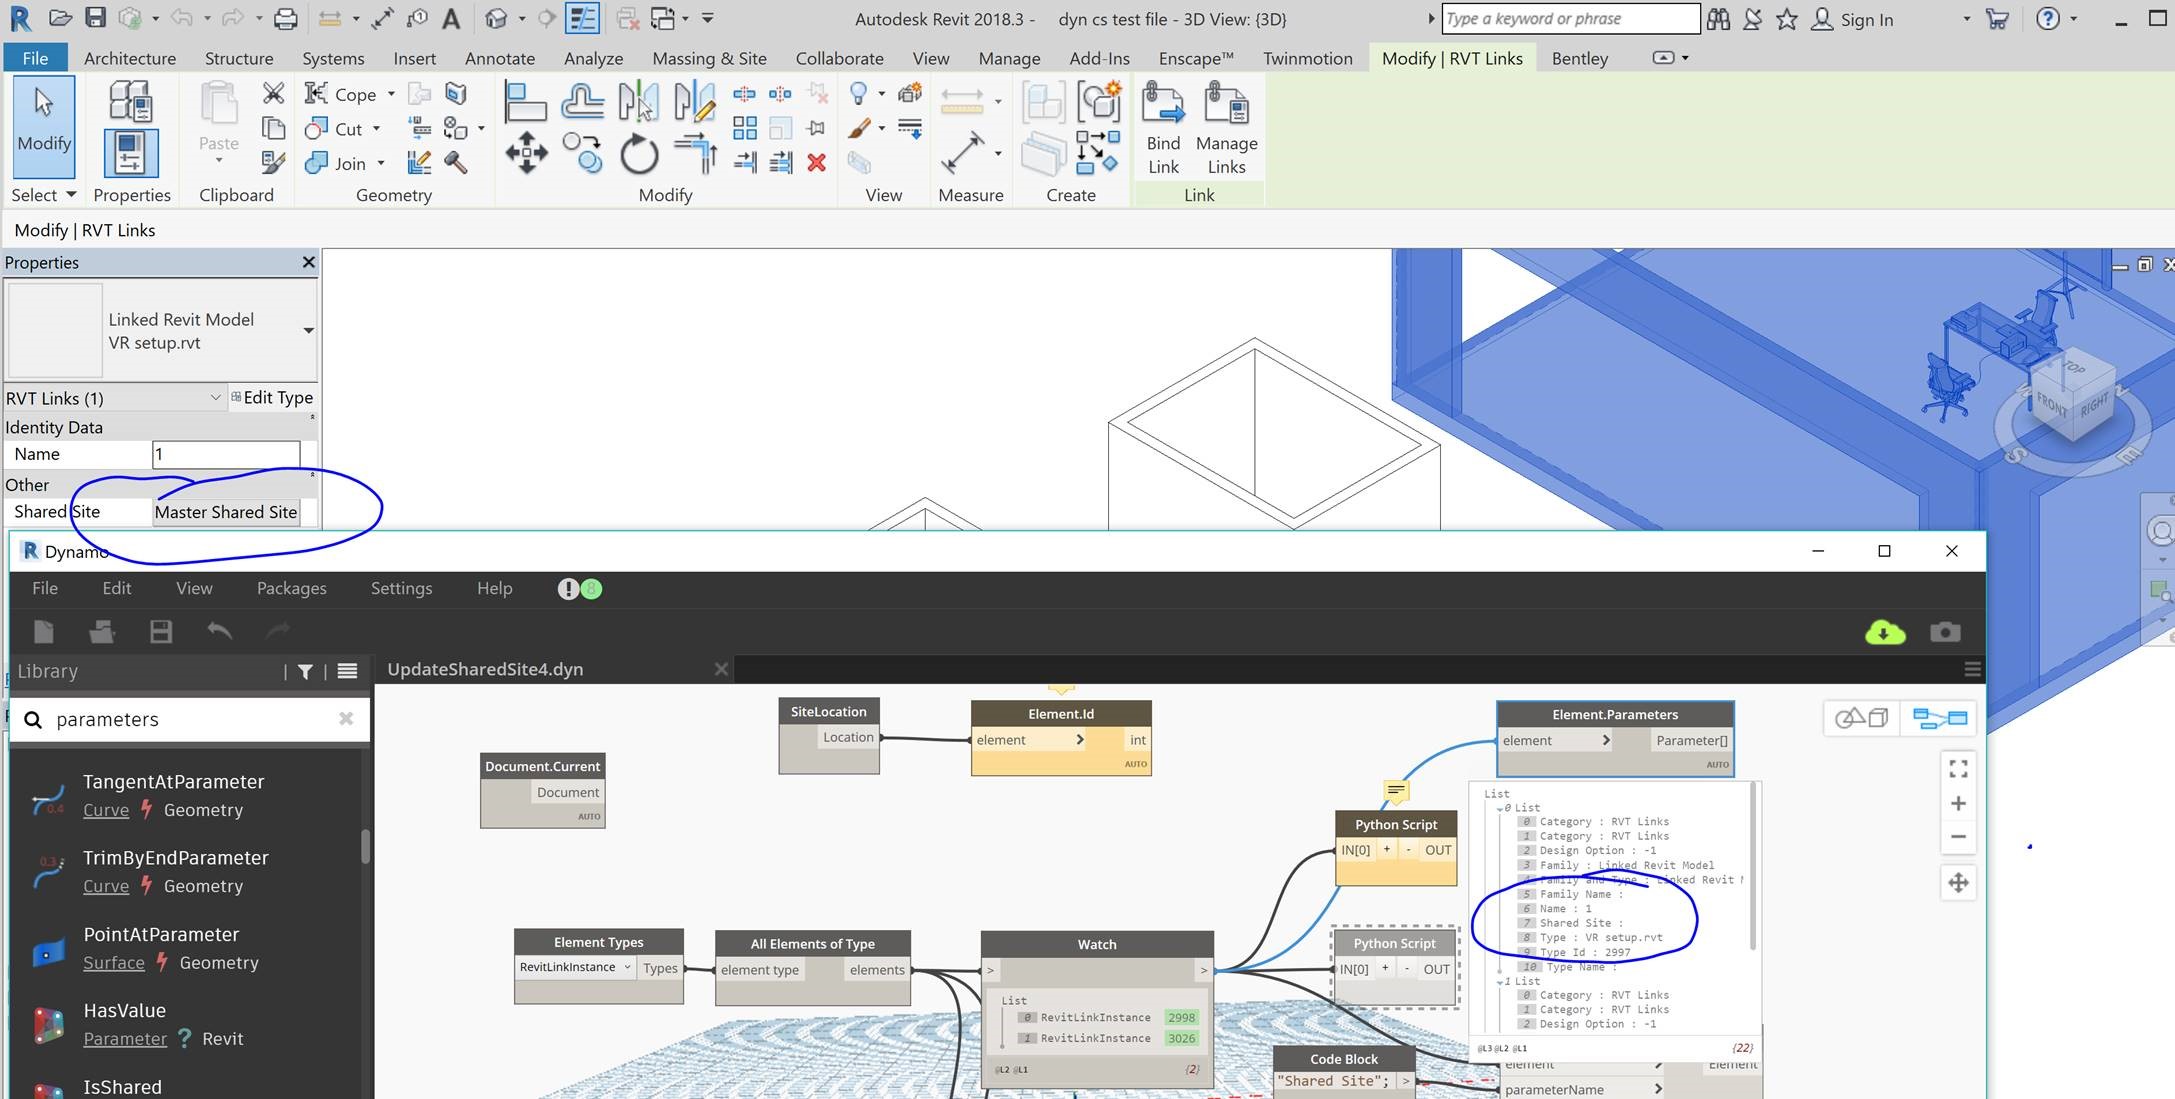 Autodesk Revit 2018.3 - dyn cs test file - 3D View: {3D}
Type a keyword or phrase
Sign In
File Architecture Structure Systems Insert Annotate Analyze Massing & Site Collaborate View Manage Add-Ins Enscape™ Twinmotion Modify | RVT Links Bentley
Modify
Paste
Cope
Cut
Join
Bind Link
Manage Links
Select Properties Clipboard Geometry Modify View Measure Create Link
Modify | RVT Links
Properties
Linked Revit Model
VR setup.rvt
RVT Links (1) Edit Type
Identity Data
Name 1
Other
Shared Site Master Shared Site
TOP
FRONT
RIGHT
S
E
Dynamo
File Edit View Packages Settings Help ! 8
Library
UpdateSharedSite4.dyn
parameters
TangentAtParameter
Curve Geometry
TrimByEndParameter
Curve Geometry
PointAtParameter
Surface Geometry
HasValue
Parameter ? Revit
IsShared
Document.Current
Document
AUTO
SiteLocation
Location
Element.Id
element > int
AUTO
Element.Parameters
element > Parameter[]
AUTO
Python Script
IN[0] + - OUT
Python Script
IN[0] + - OUT
Element Types
RevitLinkInstance Types
All Elements of Type
element type elements
Watch
> >
List
0 RevitLinkInstance 2998
1 RevitLinkInstance 3026
@L2 @L1 {2}
Code Block
"Shared Site"; >
List
0 List
0 Category : RVT Links
1 Category : RVT Links
2 Design Option : -1
3 Family : Linked Revit Model
4 Family and Type : Linked Revit
5 Family Name :
6 Name : 1
7 Shared Site :
8 Type : VR setup.rvt
9 Type Id : 2997
10 Type Name :
1 List
0 Category : RVT Links
1 Category : RVT Links
2 Design Option : -1
@L3 @L2 @L1 {22}
element > Element
parameterName >